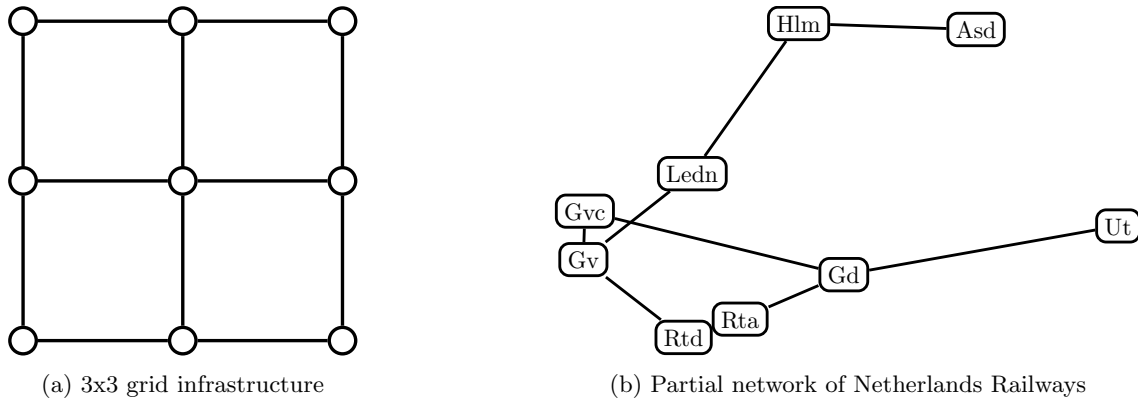 Hlm
Asd
Ledn
Gvc
Ut
Gv
Gd
Rta
Rtd
(a) 3x3 grid infrastructure
(b) Partial network of Netherlands Railways